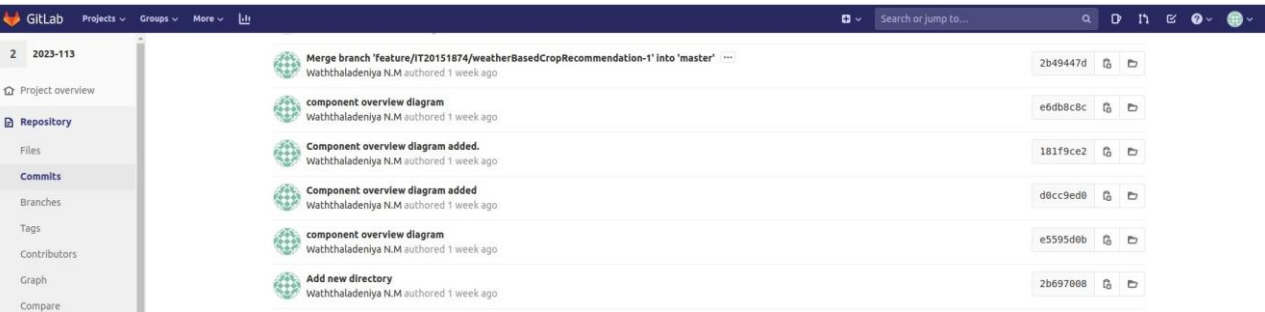 GitLab Projects Groups More Search or jump to...
2 2023-113
Project overview
Repository
Files
Commits
Branches
Tags
Contributors
Graph
Compare
Merge branch 'feature/IT20151874/weatherBasedCropRecommendation-1' into 'master' ...
Waththaladeniya N.M authored 1 week ago
2b49447d
component overview diagram
Waththaladeniya N.M authored 1 week ago
e6db8c8c
Component overview diagram added.
Waththaladeniya N.M authored 1 week ago
181f9ce2
Component overview diagram added
Waththaladeniya N.M authored 1 week ago
d0cc9ed0
component overview diagram
Waththaladeniya N.M authored 1 week ago
e5595d0b
Add new directory
Waththaladeniya N.M authored 1 week ago
2b697008